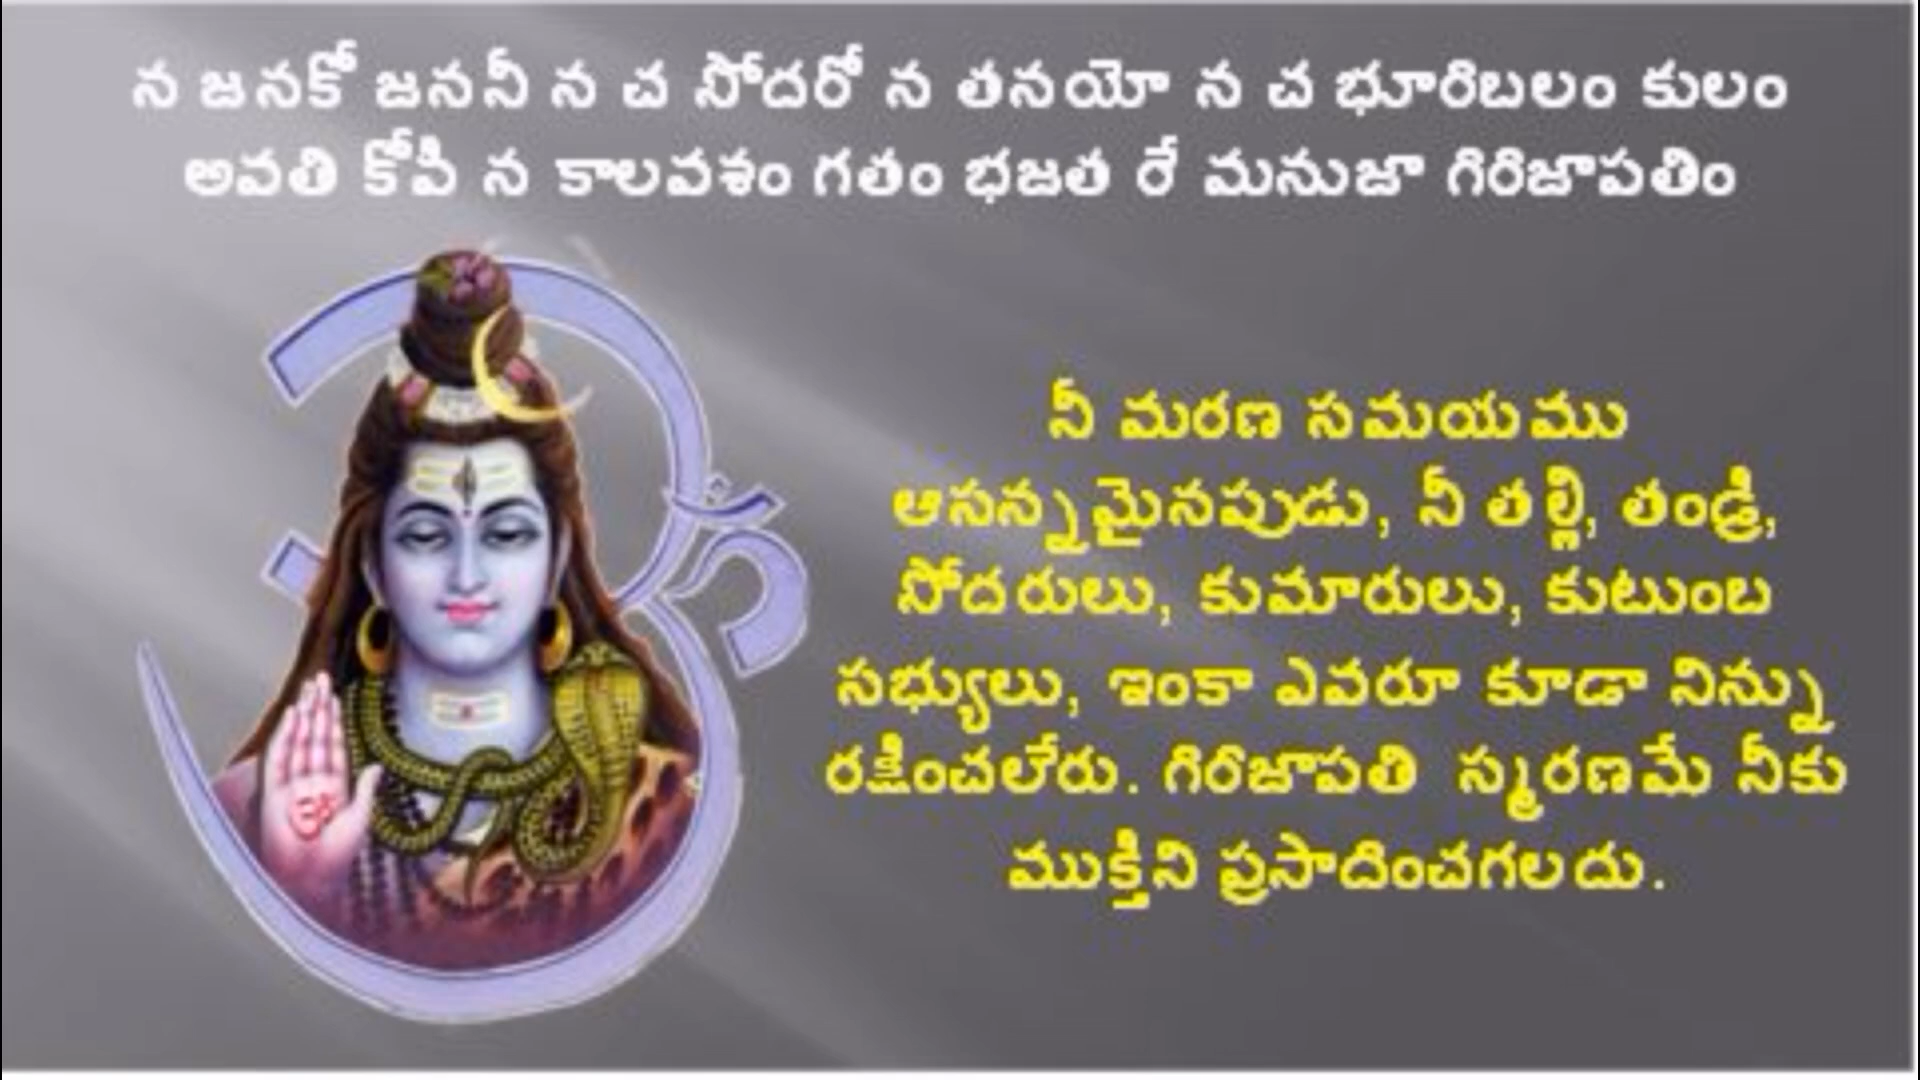 న జనకో జననీ న చ సోదరో న తనయో న చ భూరిబలం కులం
అవతి కోపి న కాలవశం గతం భజత రే మనుజా గిరిజాపతిం
నీ మరణ సమయము
ఆసన్నమైనపుడు, నీ తల్లి, తండ్రి,
సోదరులు, కుమారులు, కుటుంబ
సభ్యులు, ఇంకా ఎవరూ కూడా నిన్ను
రక్షించలేరు. గిరిజాపతి స్మరణమే నీకు
ముక్తిని ప్రసాదించగలదు.